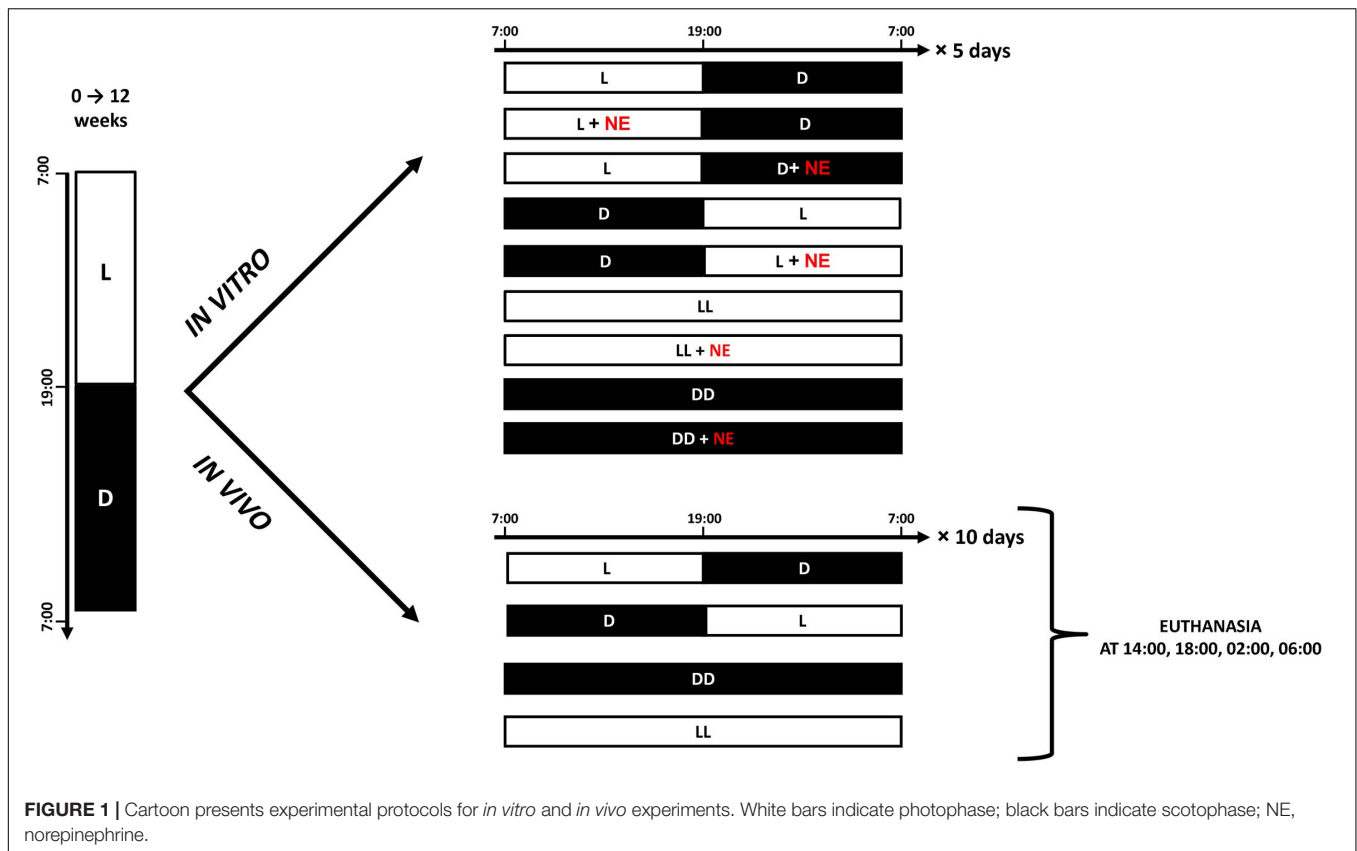 0 → 12
weeks
7:00
L
19:00
D
7:00
IN VITRO
IN VIVO
7:00 19:00 7:00
× 5 days
L D
L + NE D
L D+ NE
D L
D L + NE
LL
LL + NE
DD
DD + NE
7:00 19:00 7:00
× 10 days
L D
D L
DD
LL
EUTHANASIA
AT 14:00, 18:00, 02:00, 06:00
FIGURE 1 | Cartoon presents experimental protocols for in vitro and in vivo experiments. White bars indicate photophase; black bars indicate scotophase; NE,
norepinephrine.